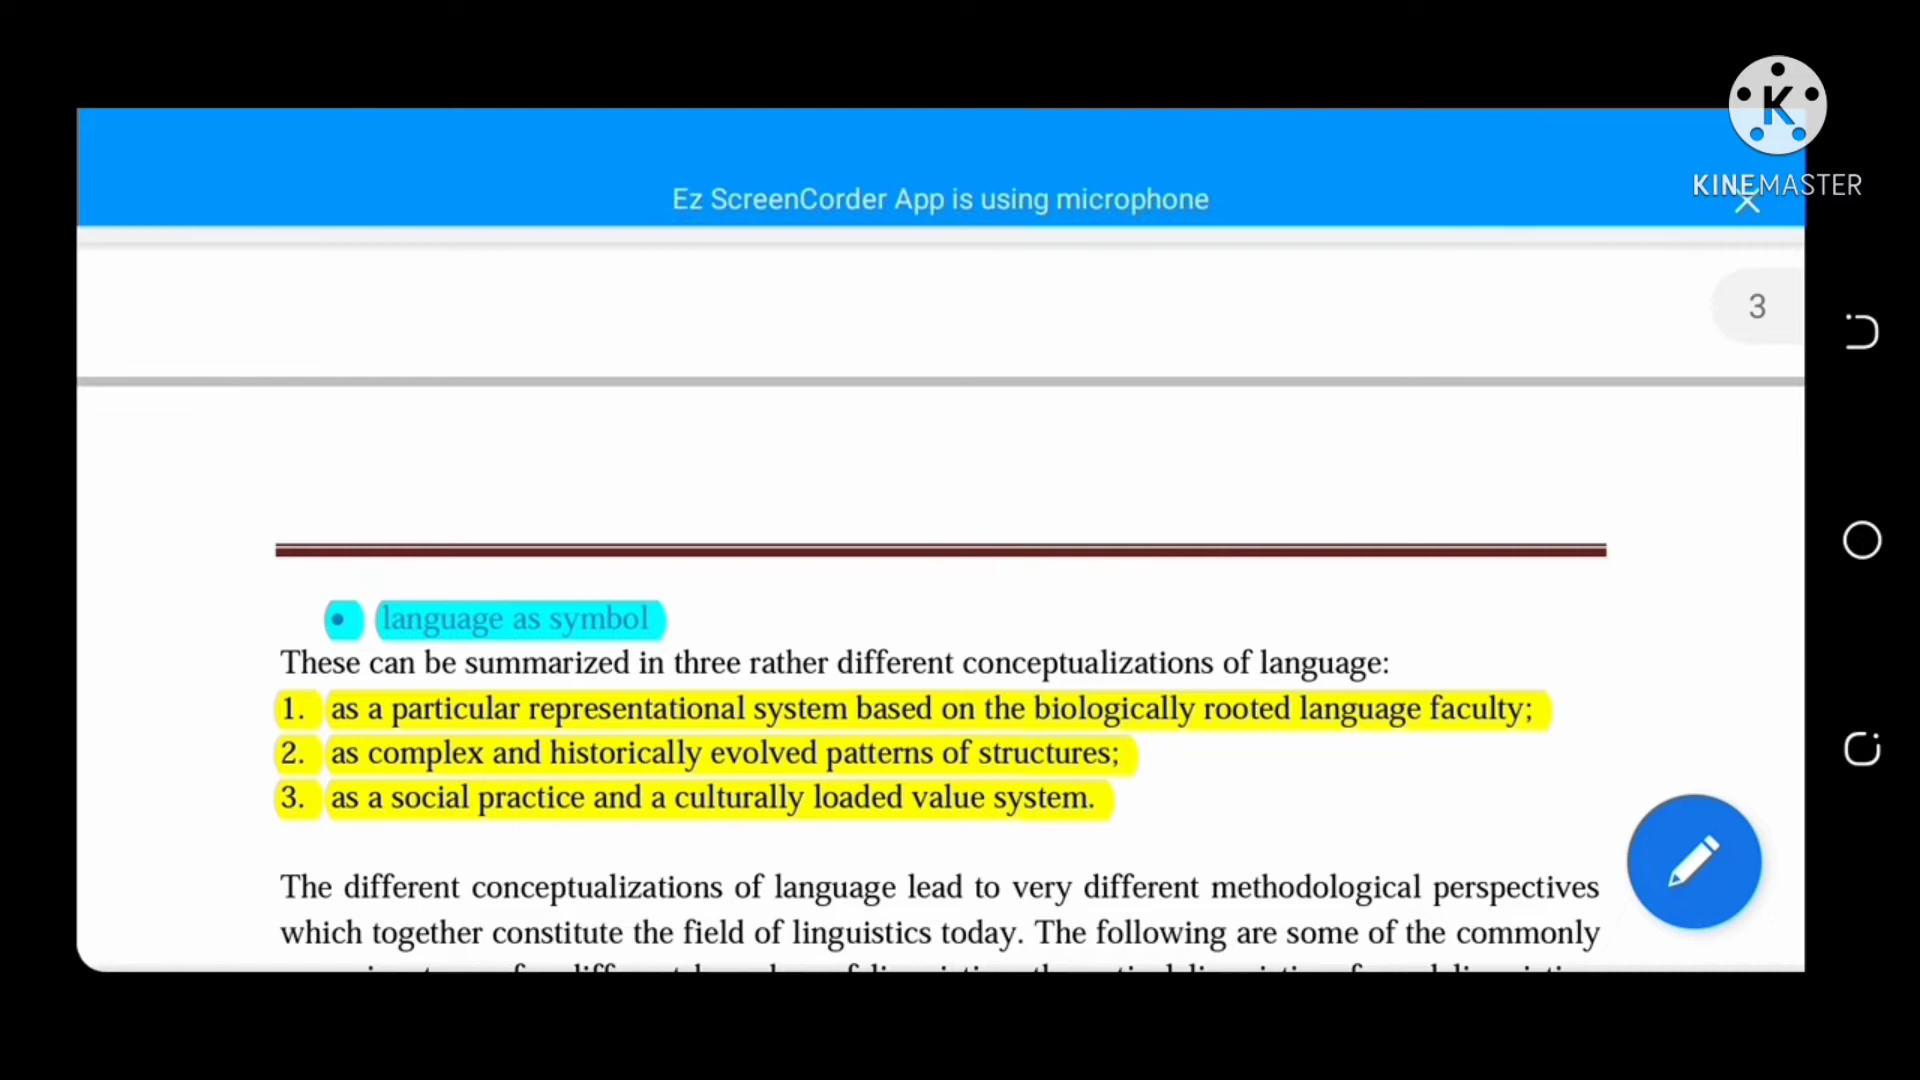 KINEMASTER
Ez ScreenCorder App is using microphone
3
• language as symbol
These can be summarized in three rather different conceptualizations of language:
1. as a particular representational system based on the biologically rooted language faculty;
2. as complex and historically evolved patterns of structures;
3. as a social practice and a culturally loaded value system.
The different conceptualizations of language lead to very different methodological perspectives
which together constitute the field of linguistics today. The following are some of the commonly